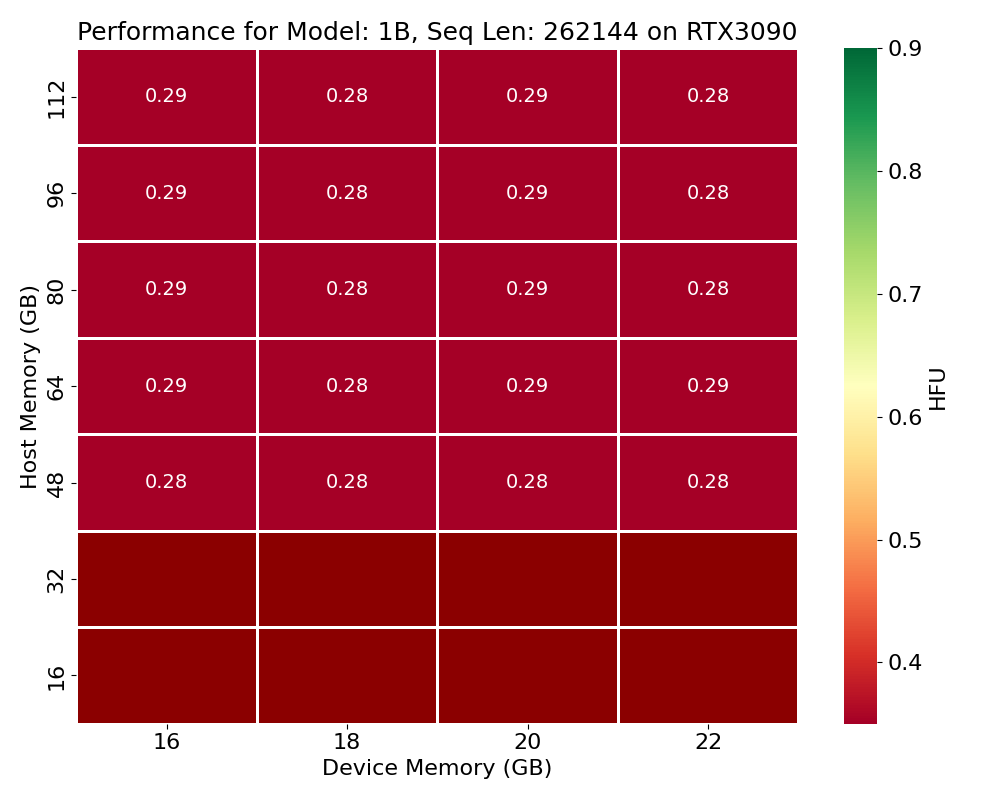 Performance for Model: 1B, Seq Len: 262144 on RTX3090
Host Memory (GB)
112
0.29 0.28 0.29 0.28
96
0.29 0.28 0.29 0.28
80
0.29 0.28 0.29 0.28
64
0.29 0.28 0.29 0.29
48
0.28 0.28 0.28 0.28
32
16
16 18 20 22
Device Memory (GB)
0.9
0.8
0.7
0.6
0.5
0.4
HFU